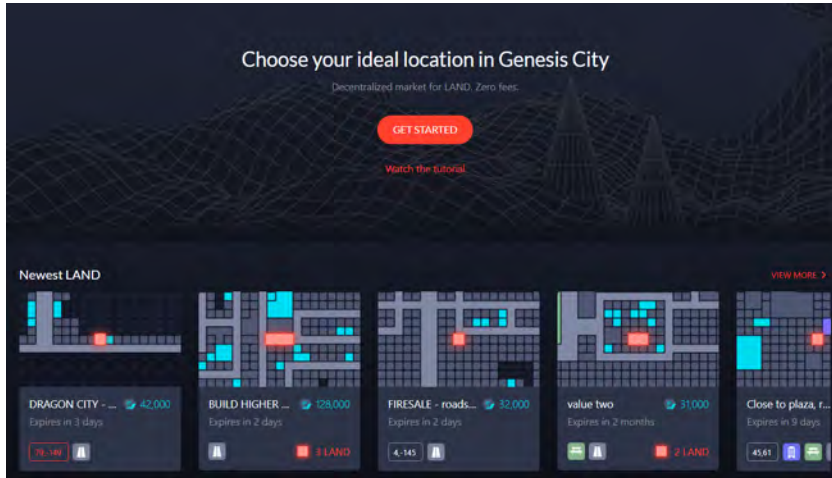 Choose your ideal location in Genesis City
Decentralized market for LAND. Zero fees.
GET STARTED
Watch the tutorial
Newest LAND
VIEW MORE
DRAGON CITY - ... 42,000
Expires in 3 days
BUILD HIGHER ... 128,000
Expires in 2 days
3 LAND
FIRESALE - roads... 32,000
Expires in 2 days
4,-145
value two 31,000
Expires in 2 months
2 LAND
Close to plaza, r...
Expires in 9 days
45,61